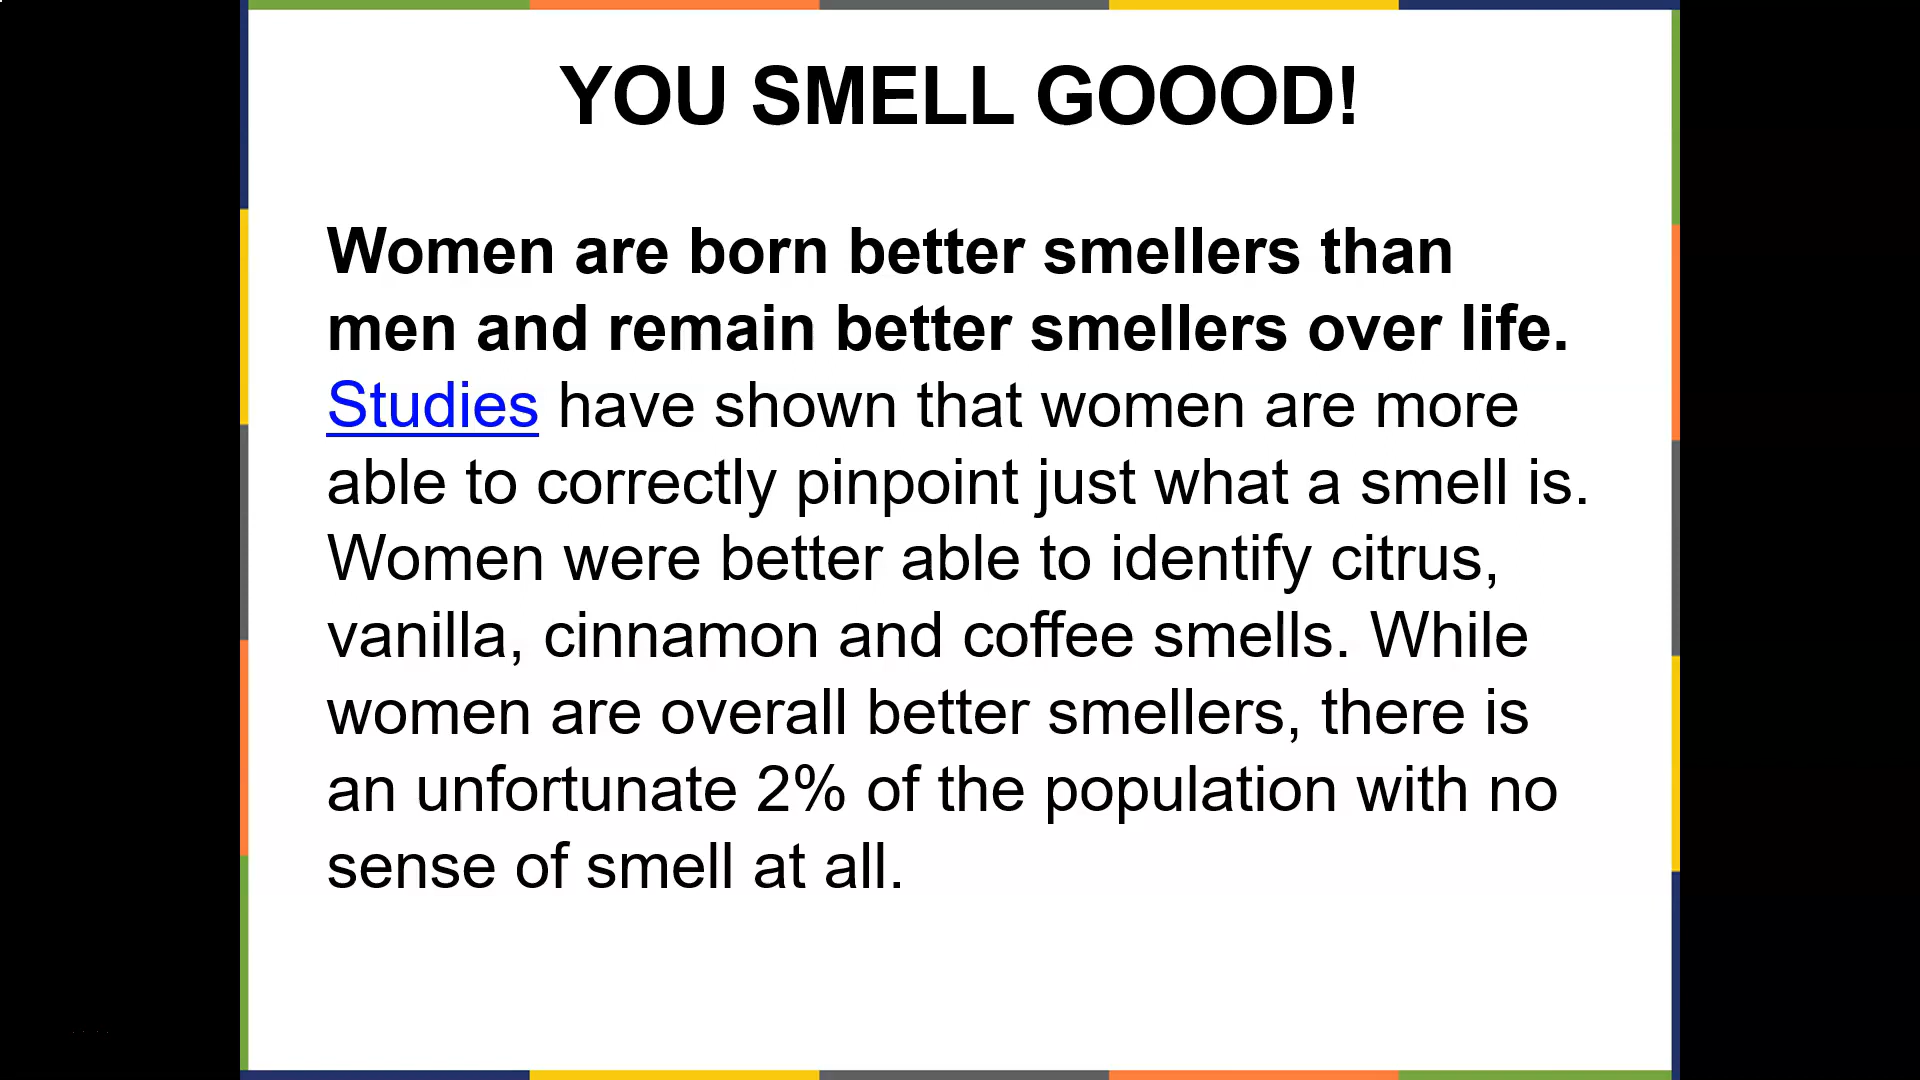 YOU SMELL GOOOD!
Women are born better smellers than
men and remain better smellers over life.
Studies have shown that women are more
able to correctly pinpoint just what a smell is.
Women were better able to identify citrus,
vanilla, cinnamon and coffee smells. While
women are overall better smellers, there is
an unfortunate 2% of the population with no
sense of smell at all.